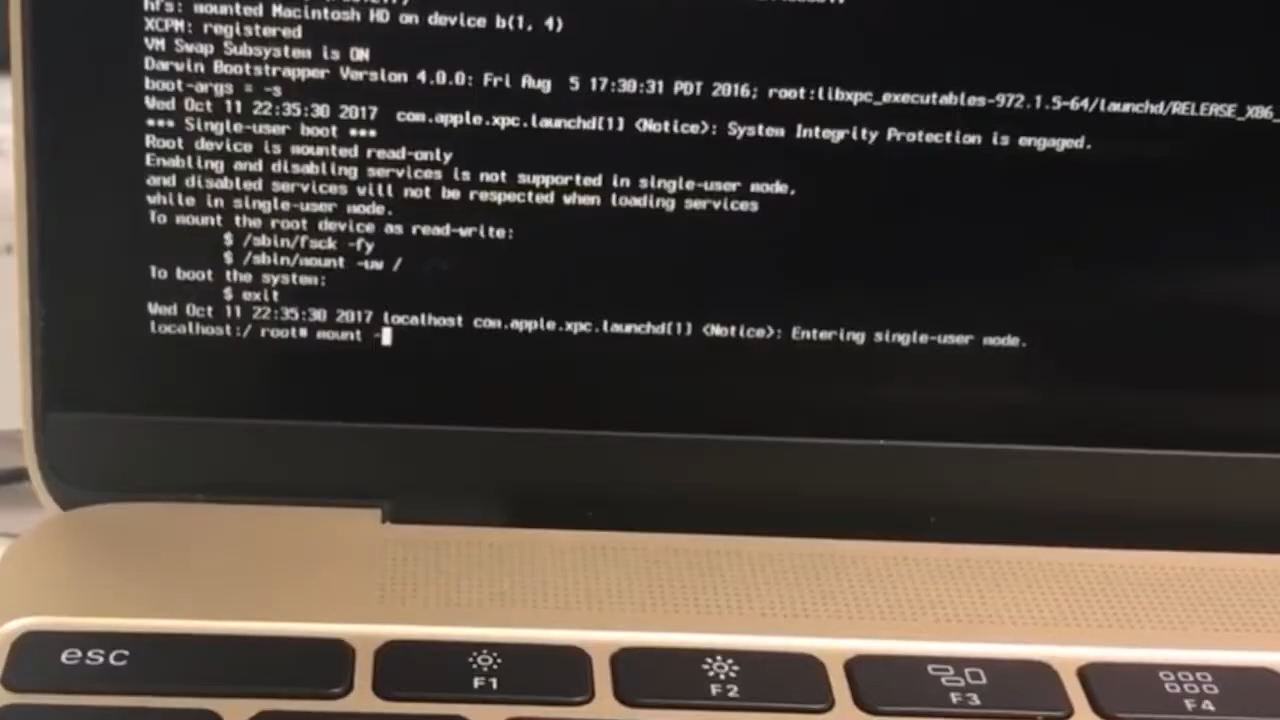 hfs: mounted Macintosh HD on device b(1, 4)
XCPM: registered
VM Swap Subsystem is ON
Darwin Bootstrapper Version 4.0.0: Fri Aug 5 17:30:31 PDT 2016; root:libxpc_executables-972.1.5~64/launchd/RELEASE_X86_
boot-args = -s
Wed Oct 11 22:35:30 2017 com.apple.xpc.launchd[1] <Notice>: System Integrity Protection is engaged.
*** Single-user boot ***
Root device is mounted read-only
Enabling and disabling services is not supported in single-user mode,
and disabled services will not be respected when loading services
while in single-user mode.
To mount the root device as read-write:
$ /sbin/fsck -fy
$ /sbin/mount -uw /
To boot the system:
$ exit
Wed Oct 11 22:35:30 2017 localhost com.apple.xpc.launchd[1] <Notice>: Entering single-user mode.
localhost:/ root# mount -
esc
F1
F2
F3
F4